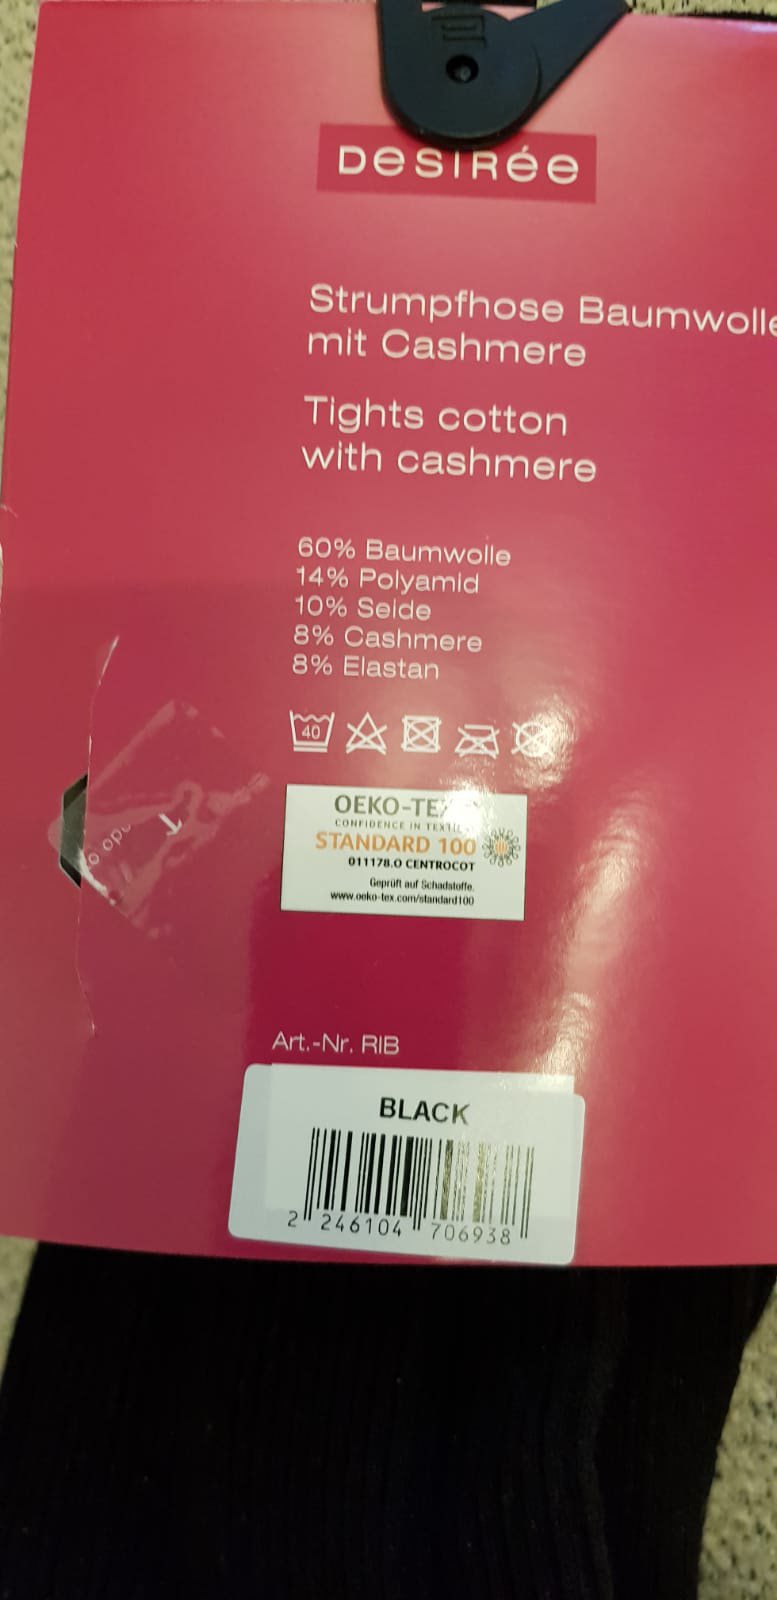 DeSIRée
Strumpfhose Baumwolle
mit Cashmere
Tights cotton
with cashmere
60% Baumwolle
14% Polyamid
10% Seide
8% Cashmere
8% Elastan
40
OEKO-TEX
CONFIDENCE IN TEXTILES
STANDARD 100
011178.O CENTROCOT
Geprüft auf Schadstoffe.
www.oeko-tex.com/standard100
Art.-Nr. RIB
BLACK
2 246104 706938